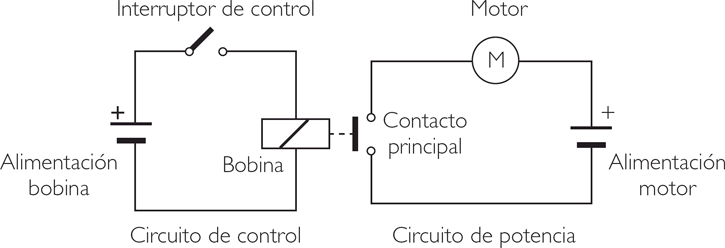 Interruptor de control
Motor
M
+
+
Contacto
principal
Alimentación
bobina
Bobina
Alimentación
motor
Circuito de control
Circuito de potencia